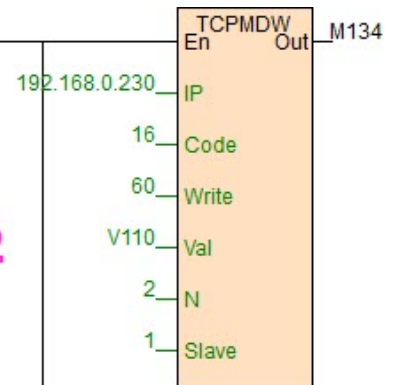 TCPMDW
En Out M134
192.168.0.230 IP
16 Code
60 Write
V110 Val
2 N
1 Slave